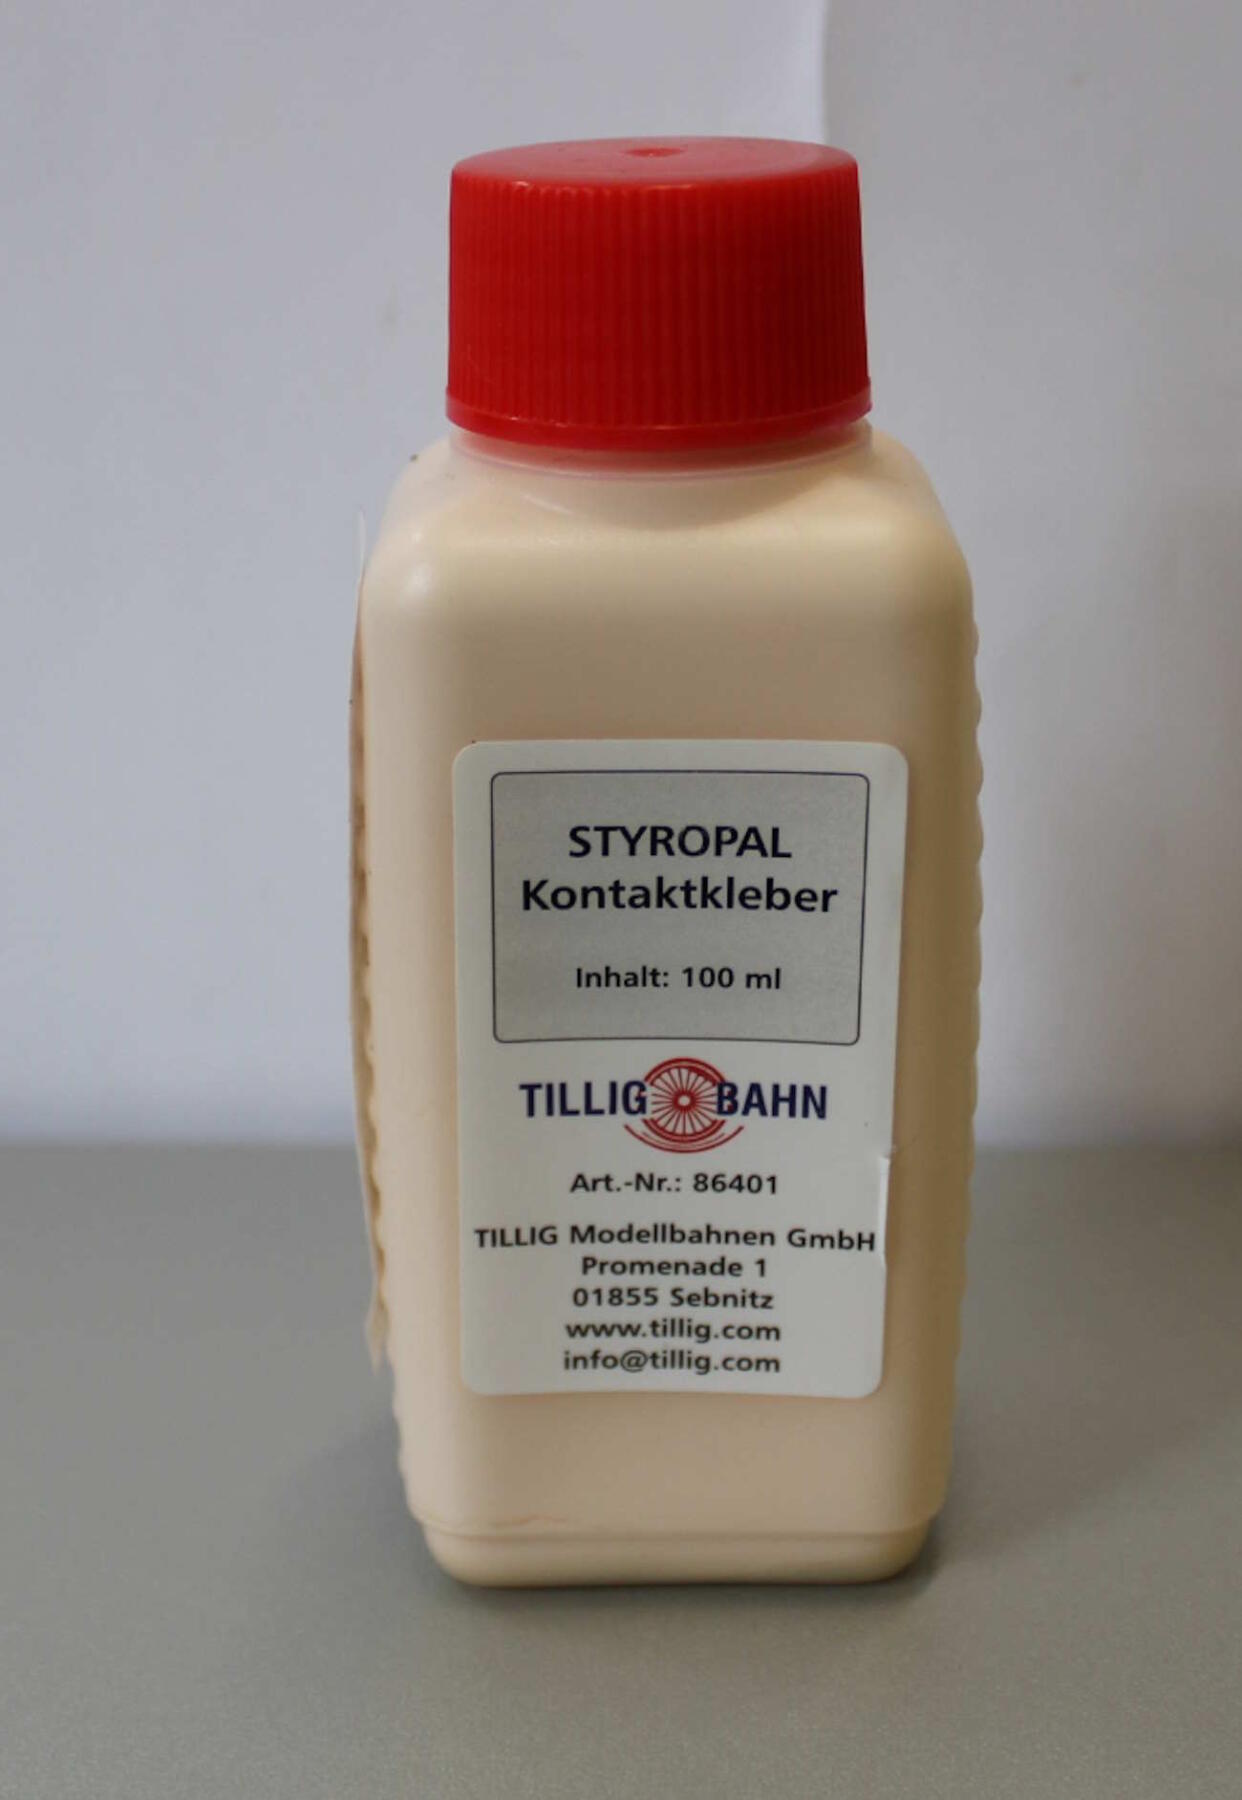 STYROPAL
Kontaktkleber
Inhalt: 100 ml
TILLIG BAHN
Art.-Nr.: 86401
TILLIG Modellbahnen GmbH
Promenade 1
01855 Sebnitz
www.tillig.com
info@tillig.com